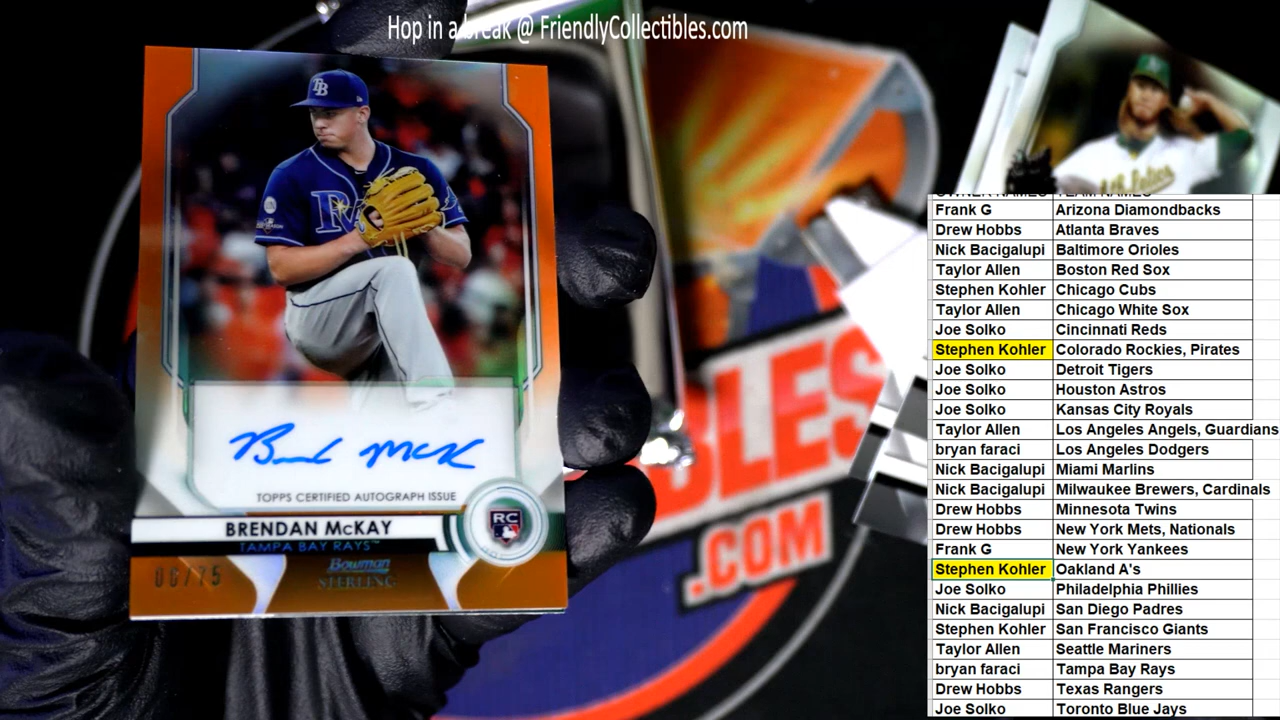 Hop in a break @ FriendlyCollectibles.com
TB
TOPPS CERTIFIED AUTOGRAPH ISSUE
BRENDAN McKAY
RC
TAMPA BAY RAYS™
Bowman
STERLING
06/75
BLES
.COM
OWNER NAMES TEAM NAMES
Frank G Arizona Diamondbacks
Drew Hobbs Atlanta Braves
Nick Bacigalupi Baltimore Orioles
Taylor Allen Boston Red Sox
Stephen Kohler Chicago Cubs
Taylor Allen Chicago White Sox
Joe Solko Cincinnati Reds
Stephen Kohler Colorado Rockies, Pirates
Joe Solko Detroit Tigers
Joe Solko Houston Astros
Joe Solko Kansas City Royals
Taylor Allen Los Angeles Angels, Guardians
bryan faraci Los Angeles Dodgers
Nick Bacigalupi Miami Marlins
Nick Bacigalupi Milwaukee Brewers, Cardinals
Drew Hobbs Minnesota Twins
Drew Hobbs New York Mets, Nationals
Frank G New York Yankees
Stephen Kohler Oakland A's
Joe Solko Philadelphia Phillies
Nick Bacigalupi San Diego Padres
Stephen Kohler San Francisco Giants
Taylor Allen Seattle Mariners
bryan faraci Tampa Bay Rays
Drew Hobbs Texas Rangers
Joe Solko Toronto Blue Jays